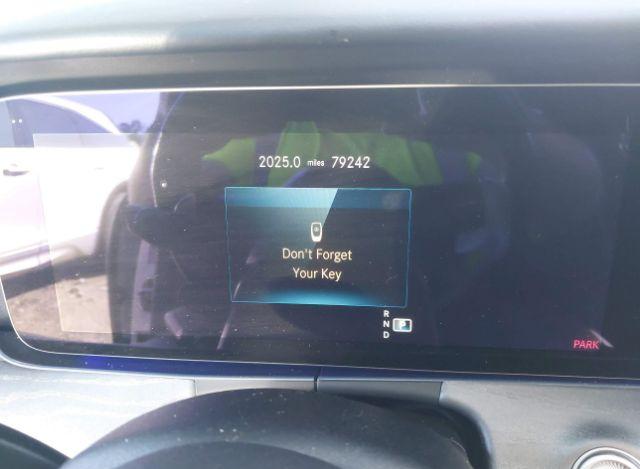 2025.0 miles 79242
Don't Forget
Your Key
R
N
P
D
PARK